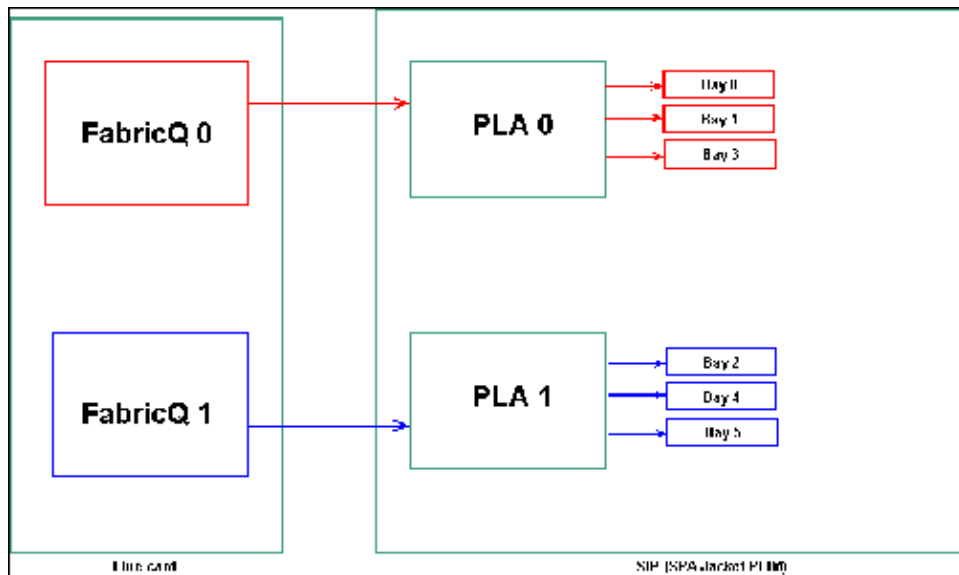 FabricQ 0
PLA 0
Bay 0
Bay 1
Bay 3
FabricQ 1
PLA 1
Bay 2
Bay 4
Bay 5
Line card
SIP (SPA Jacket PLIM)